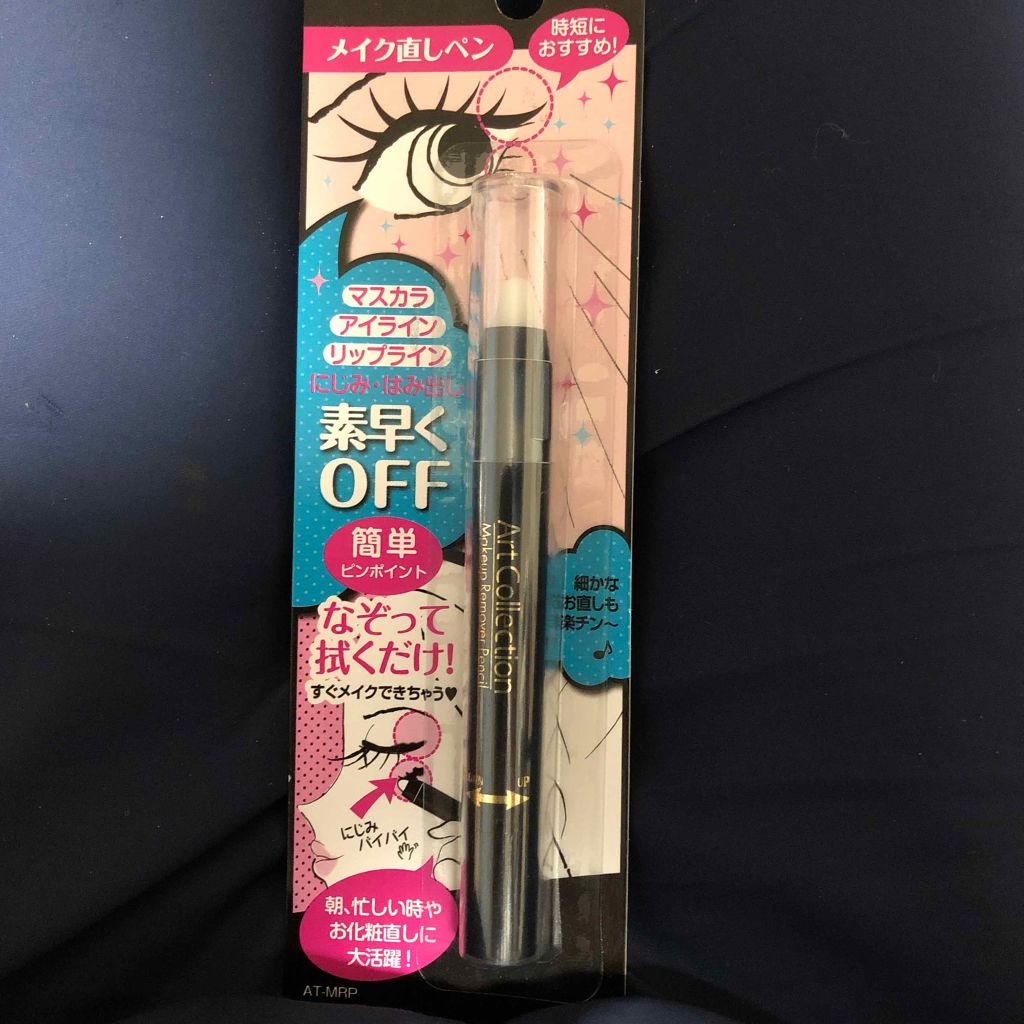 メイク直しペン
時短に
おすすめ!
マスカラ
アイライン
リップライン
にじみ・はみ出し
素早く
OFF
簡単
ピンポイント
なぞって
拭くだけ!
すぐメイクできちゃう♥
Art Collection
Makeup Remover Pencil
細かな
お直しも
楽チン〜
♪
UP
にじみ
バイバイ
朝、忙しい時や
お化粧直しに
大活躍!
AT-MRP